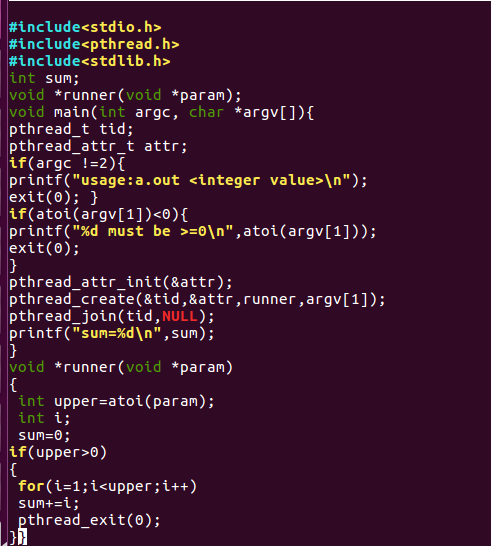 #include<stdio.h>
#include<pthread.h>
#include<stdlib.h>
int sum;
void *runner(void *param);
void main(int argc, char *argv[]){
pthread_t tid;
pthread_attr_t attr;
if(argc !=2){
printf("usage:a.out <integer value>\n");
exit(0); }
if(atoi(argv[1])<0){
printf("%d must be >=0\n",atoi(argv[1]));
exit(0);
}
pthread_attr_init(&attr);
pthread_create(&tid,&attr,runner,argv[1]);
pthread_join(tid,NULL);
printf("sum=%d\n",sum);
}
void *runner(void *param)
{
 int upper=atoi(param);
 int i;
 sum=0;
if(upper>0)
{
 for(i=1;i<upper;i++)
 sum+=i;
 pthread_exit(0);
}}